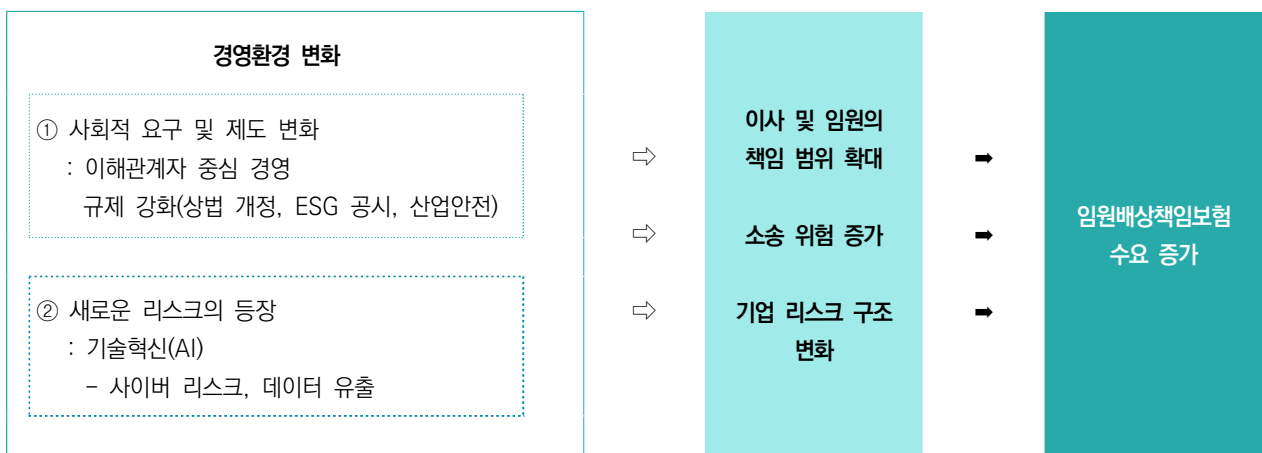 경영환경 변화
① 사회적 요구 및 제도 변화
: 이해관계자 중심 경영
규제 강화(상법 개정, ESG 공시, 산업안전)
② 새로운 리스크의 등장
: 기술혁신(AI)
- 사이버 리스크, 데이터 유출
⇨
⇨
⇨
이사 및 임원의
책임 범위 확대
소송 위험 증가
기업 리스크 구조
변화
➡
➡
➡
임원배상책임보험
수요 증가